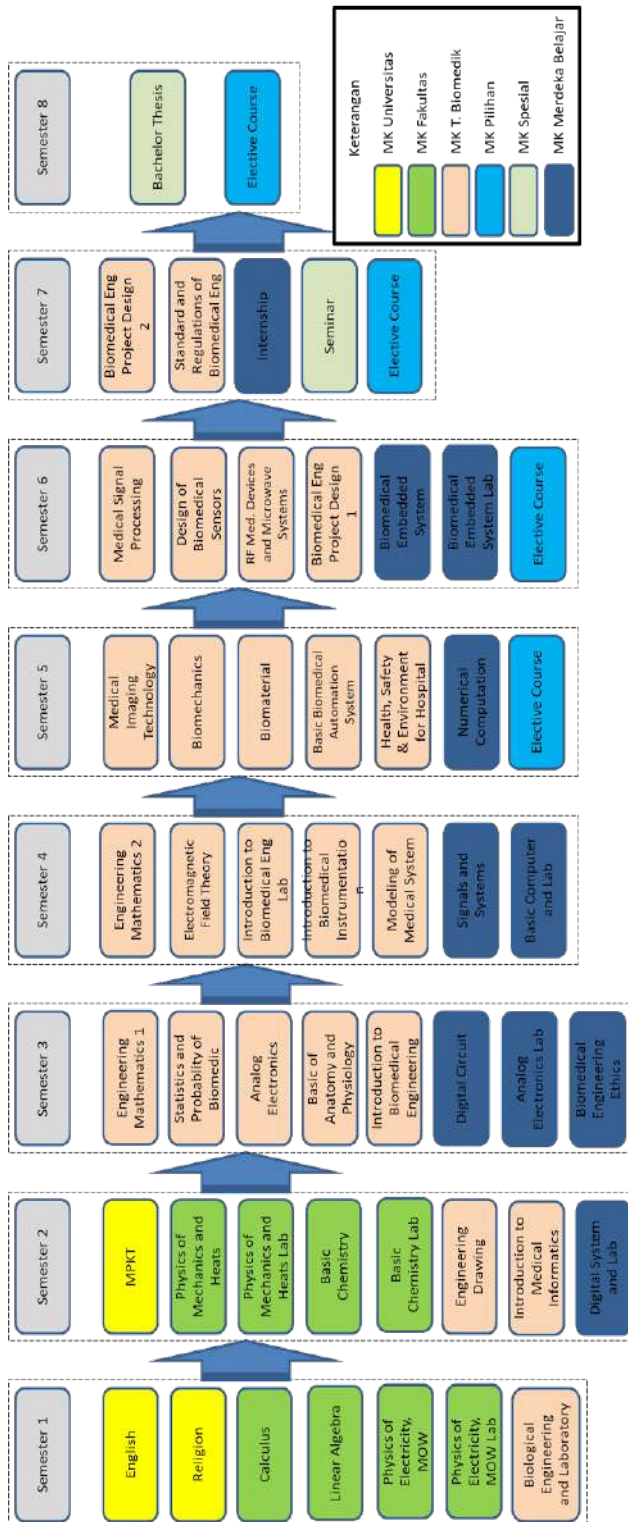 Semester 1
English
Religion
Calculus
Linear Algebra
Physics of
Electricity,
MOW
Physics of
Electricity,
MOW Lab
Biological
Engineering
and Laboratory
Semester 2
MPKT
Physics of
Mechanics and
Heats
Physics of
Mechanics and
Heats Lab
Basic
Chemistry
Basic
Chemistry Lab
Engineering
Drawing
Introduction to
Medical
Informatics
Digital System
and Lab
Semester 3
Engineering
Mathematics 1
Statistics and
Probablity of
Biomedic
Analog
Electronics
Basic of
Anatomy and
Physiology
Introduction to
Biomedical
Engineering
Digital Circuit
Analog
Electronics Lab
Biomedical
Engineering
Ethics
Semester 4
Engineering
Mathematics 2
Electromagnetic
Field Theory
Introduction to
Biomedical Eng
Lab
Introduction to
Biomedical
Instrumentatio
n
Modeling of
Medical System
Signals and
Systems
Basic Computer
and Lab
Semester 5
Medical
Imaging
Technology
Biomechanics
Biomaterial
Basic Biomedical
Automation
System
Health, Safety
& Environment
for Hospital
Numerical
Computation
Elective Course
Semester 6
Medical Signal
Processing
Design of
Biomedical
Sensors
RF Med. Devices
and Microwave
Systems
Biomedical Eng
Project Design
1
Biomedical
Embedded
System
Biomedical
Embedded
System Lab
Elective Course
Semester 7
Biomedical Eng
Project Design
2
Standard and
Regulations of
Biomedical Eng
Internship
Seminar
Elective Course
Semester 8
Bachelor Thesis
Elective Course
Keterangan
MK Universitas
MK Fakultas
MK T. Biomedik
MK Pilihan
MK Spesial
MK Merdeka Belajar